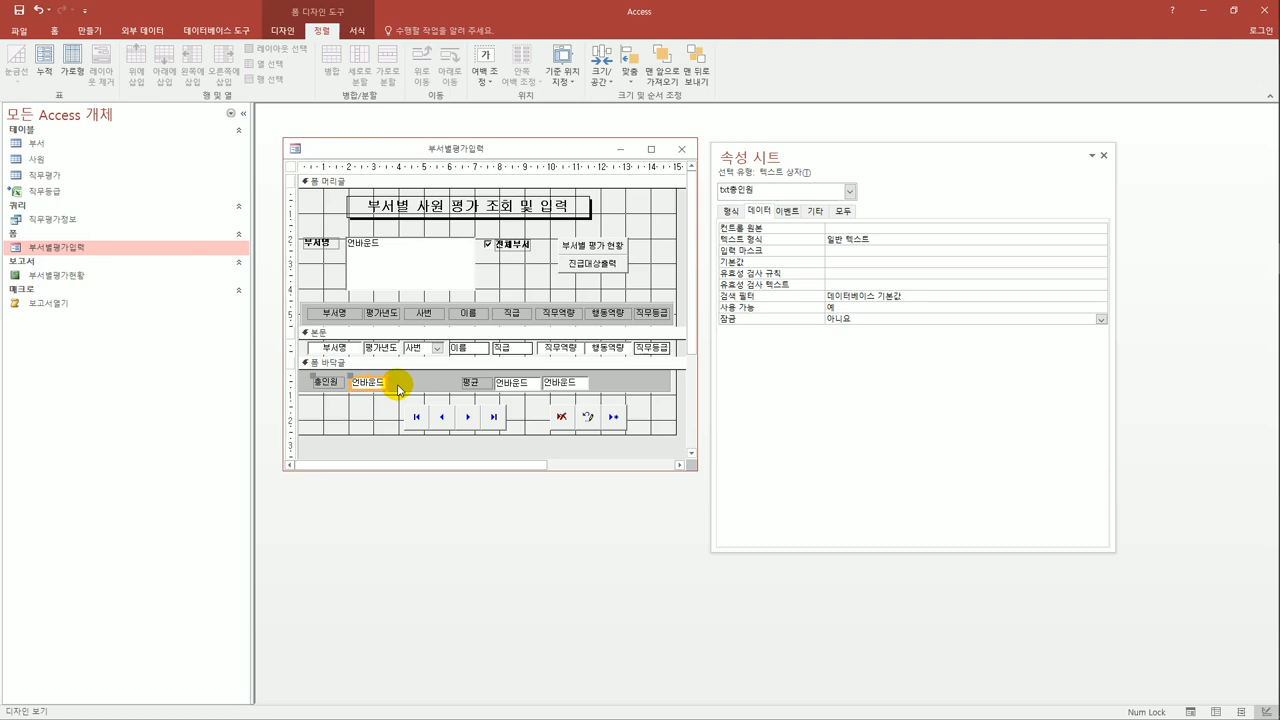 폼 디자인 도구
Access
파일 홈 만들기 외부 데이터 데이터베이스 도구 디자인 정렬 서식 수행할 작업을 알려 주세요.
로그인
눈금선 누적 가로형 레이아웃 제거
위에 삽입 아래에 삽입 왼쪽에 삽입 오른쪽에 삽입
레이아웃 선택
열 선택
행 선택
병합 세로로 분할 가로로 분할
위로 이동 아래로 이동
여백 조정 안쪽 여백 조정 기준 위치 지정
크기/공간 맞춤 맨 앞으로 가져오기 맨 뒤로 보내기
표 행 및 열 병합/분할 이동 위치 크기 및 순서 조정
모든 Access 개체
테이블
부서
사원
직무평가
직무등급
쿼리
직무평가정보
폼
부서별평가입력
보고서
부서별평가현황
매크로
보고서열기
부서별평가입력
폼 머리글
부서별 사원 평가 조회 및 입력
부서명 언바운드 전체부서 부서별 평가 현황
진급대상출력
부서명 평가년도 사번 이름 직급 직무역량 행동역량 직무등급
본문
부서명 평가년도 사번 이름 직급 직무역량 행동역량 직무등급
폼 바닥글
총인원 언바운드 평균 언바운드 언바운드
속성 시트
선택 유형: 텍스트 상자(I)
txt총인원
형식 데이터 이벤트 기타 모두
컨트롤 원본
텍스트 형식 일반 텍스트
입력 마스크
기본값
유효성 검사 규칙
유효성 검사 텍스트
검색 필터 데이터베이스 기본값
사용 가능 예
잠금 아니요
디자인 보기
Num Lock